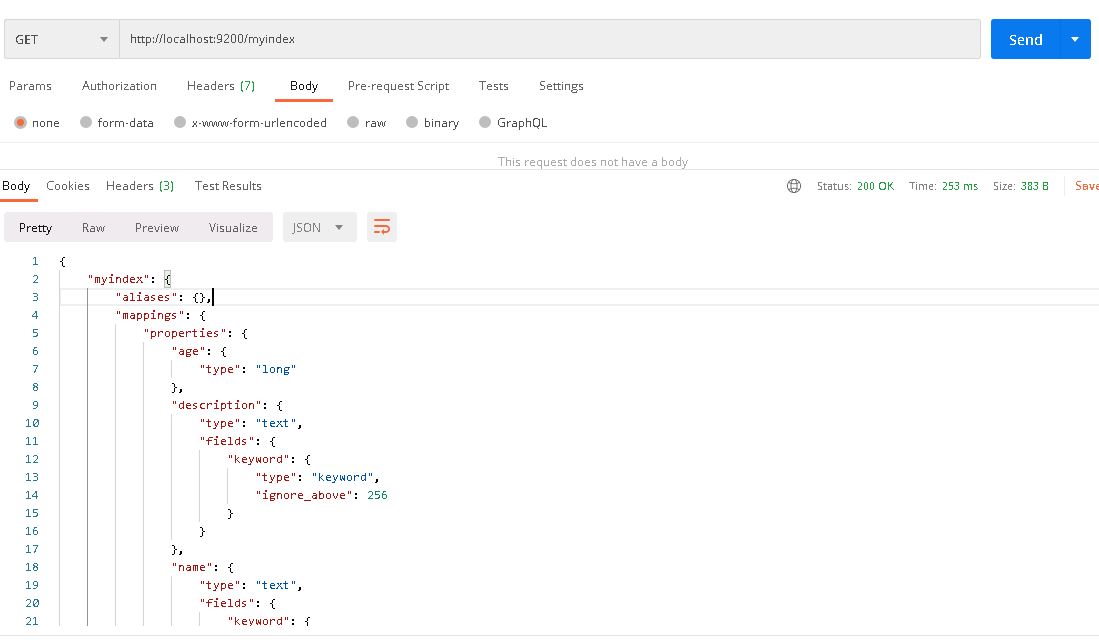 GET http://localhost:9200/myindex Send
Params Authorization Headers (7) Body Pre-request Script Tests Settings
none form-data x-www-form-urlencoded raw binary GraphQL
This request does not have a body
Body Cookies Headers (3) Test Results Status: 200 OK Time: 253 ms Size: 383 B Save
Pretty Raw Preview Visualize JSON
1 {
2 "myindex": {
3 "aliases": {},
4 "mappings": {
5 "properties": {
6 "age": {
7 "type": "long"
8 },
9 "description": {
10 "type": "text",
11 "fields": {
12 "keyword": {
13 "type": "keyword",
14 "ignore_above": 256
15 }
16 }
17 },
18 "name": {
19 "type": "text",
20 "fields": {
21 "keyword": {